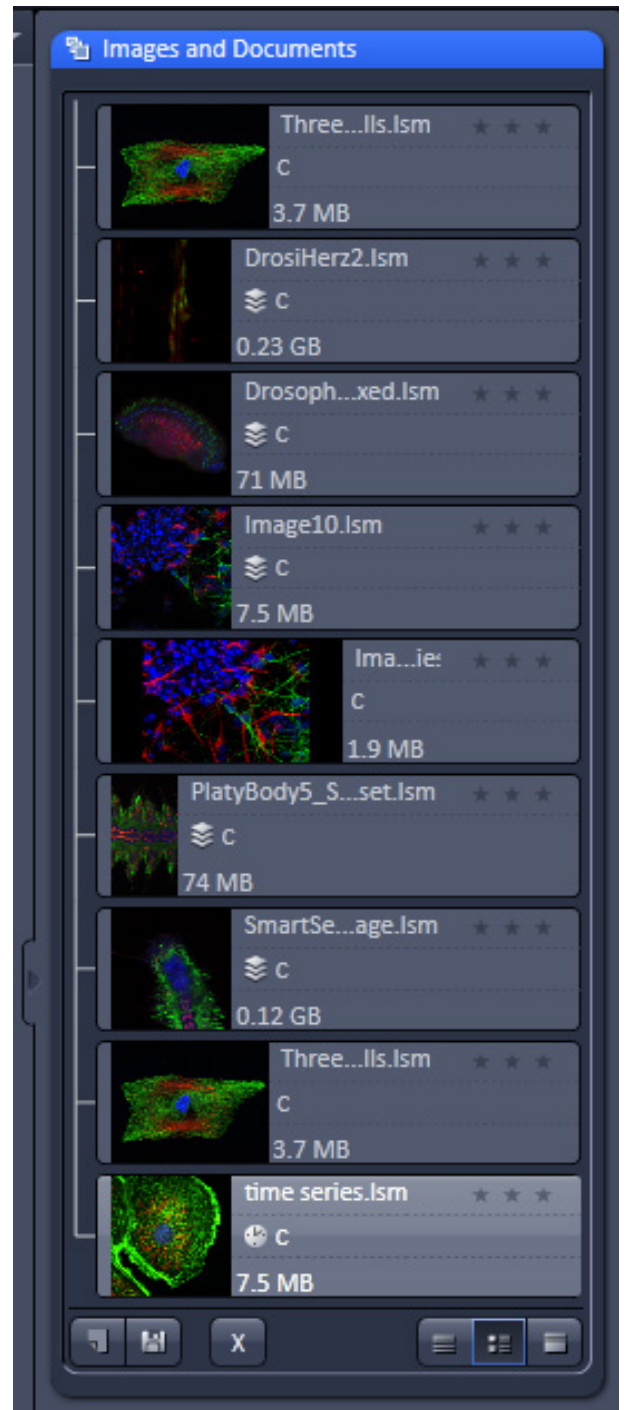 Images and Documents
Three...lls.lsm
C
3.7 MB
DrosiHerz2.lsm
C
0.23 GB
Drosoph...xed.lsm
C
71 MB
Image10.lsm
C
7.5 MB
Ima...ies
C
1.9 MB
PlatyBody5_S...set.lsm
C
74 MB
SmartSe...age.lsm
C
0.12 GB
Three...lls.lsm
C
3.7 MB
time series.lsm
C
7.5 MB
X